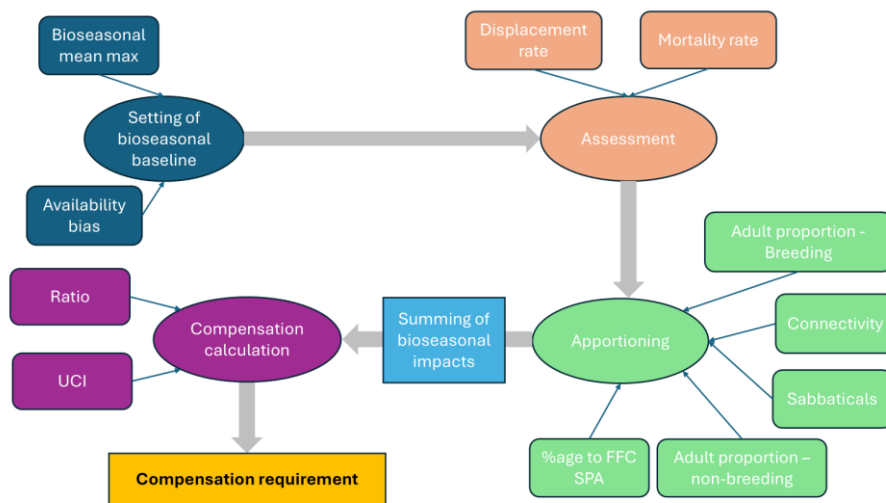 Bioseasonal
mean max
Displacement
rate
Mortality rate
Setting of
bioseasonal
baseline
Assessment
Availability
bias
Adult proportion -
Breeding
Ratio
Compensation
calculation
Summing of
bioseasonal
impacts
Apportioning
Connectivity
UCI
Sabbaticals
%age to FFC
SPA
Adult proportion –
non-breeding
Compensation requirement